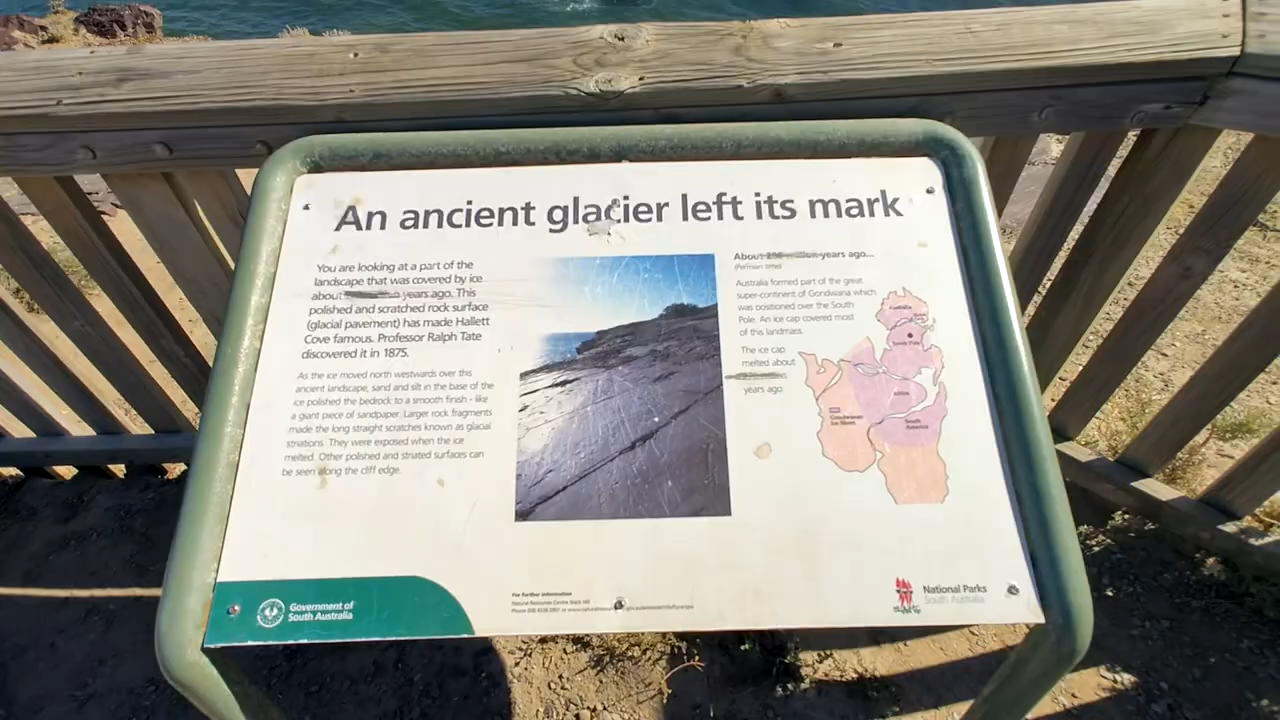 An ancient glacier left its mark
You are looking at a part of the
landscape that was covered by ice
about years ago. This
polished and scratched rock surface
(glacial pavement) has made Hallett
Cove famous. Professor Ralph Tate
discovered it in 1875.
As the ice moved north westwards over this
ancient landscape, sand and silt in the base of the
ice polished the bedrock to a smooth finish - like
a giant piece of sandpaper. Larger rock fragments
made the long straight scratches known as glacial
striations. They were exposed when the ice
melted. Other polished and striated surfaces can
be seen along the cliff edge.
About years ago...
(Permian time)
Australia formed part of the great
super-continent of Gondwana which
was positioned over the South
Pole. An ice cap covered most
of this landmass.
The ice cap
melted about
years ago
Australia
South Pole
Africa
South
America
Gondwanan
Ice Sheet
Government of
South Australia
For further information
Natural Resources Centre Black Hill
National Parks
South Australia